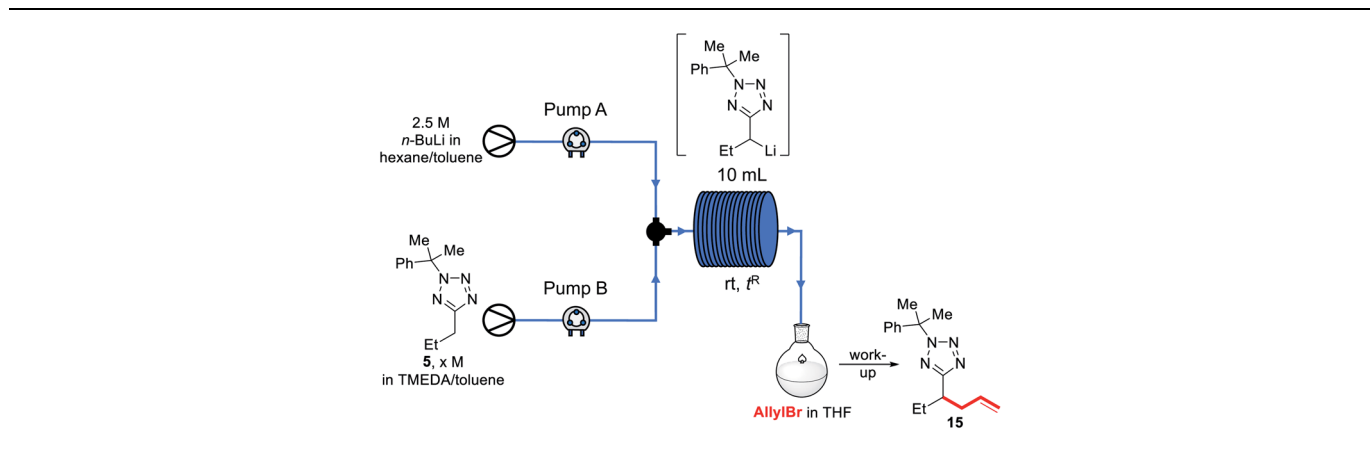 Me
Me
Ph
N
N
N
N
Et
Li
10 mL
Pump A
2.5 M
n-BuLi in
hexane/toluene
Me
Me
Ph
N
N
N
N
Et
5, x M
in TMEDA/toluene
Pump B
rt, tR
AllylBr in THF
work-
up
Me
Me
Ph
N
N
N
N
Et
15